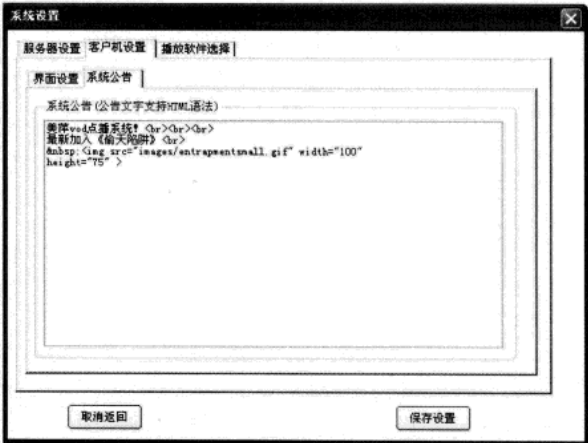 系统设置
服务器设置 客户机设置 播放软件选择
界面设置 系统公告
系统公告(公告文字支持HTML语法)
美萍vod点播系统! <br><br><br>
最新加入《偷天陷阱》<br>
&nbsp;<img src="images/entrapmentsmall.gif" width="100"
height="75" >
取消返回 保存设置